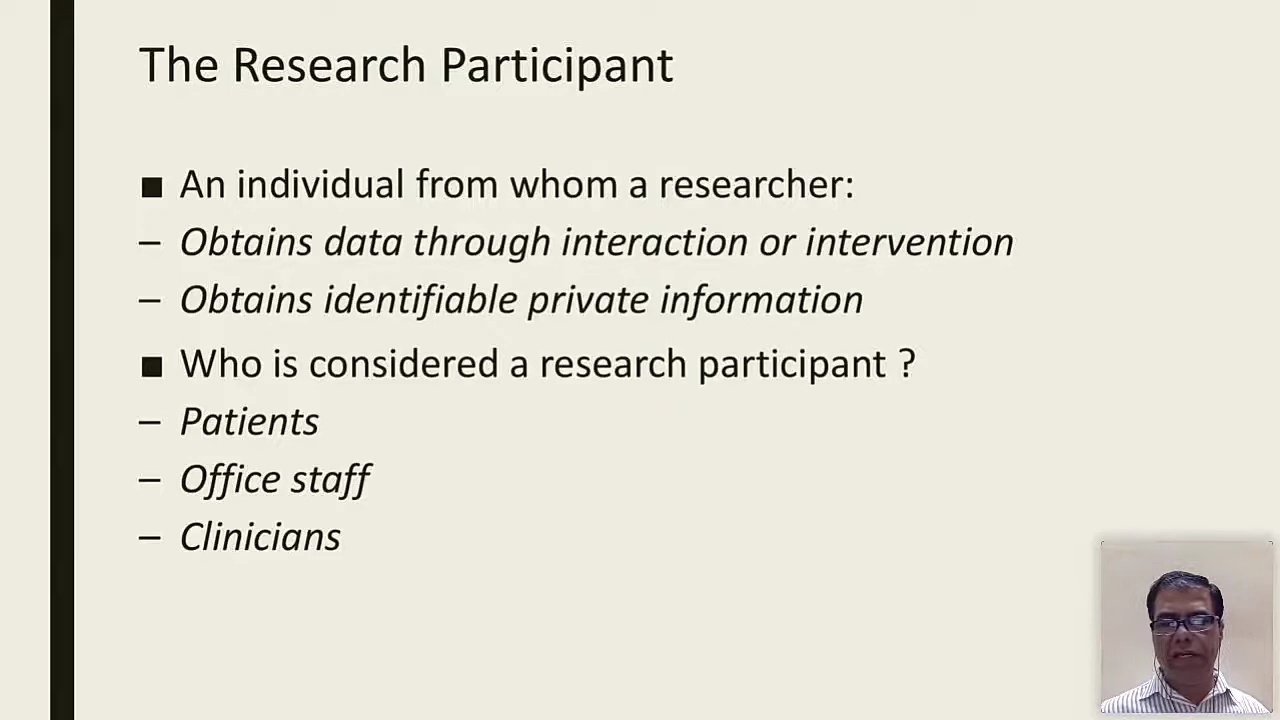 The Research Participant
■ An individual from whom a researcher:
– Obtains data through interaction or intervention
– Obtains identifiable private information
■ Who is considered a research participant ?
– Patients
– Office staff
– Clinicians